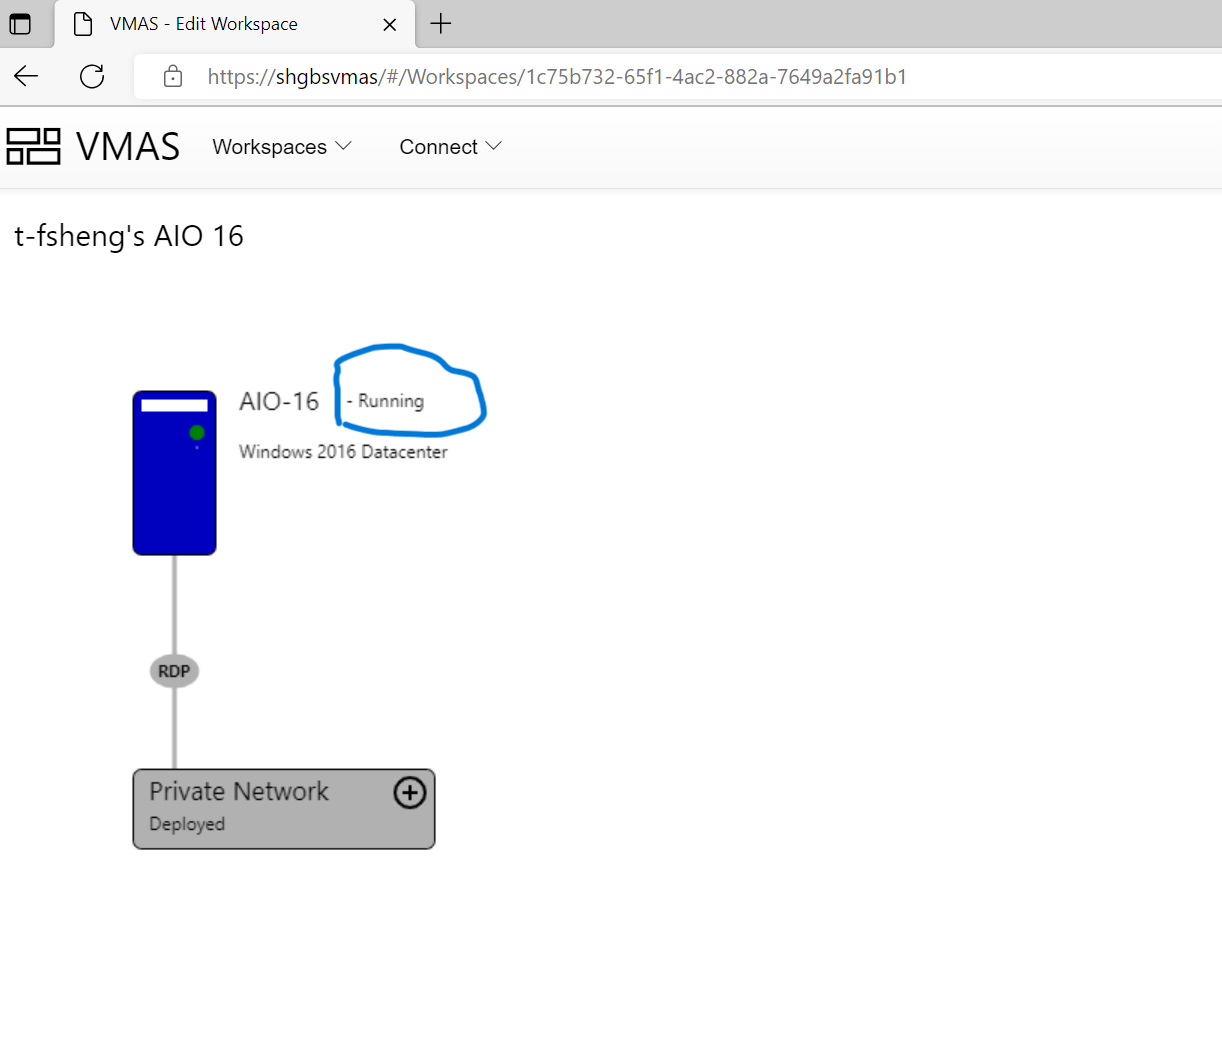 VMAS - Edit Workspace
https://shgbsvmas/#/Workspaces/1c75b732-65f1-4ac2-882a-7649a2fa91b1
VMAS Workspaces Connect
t-fsheng's AIO 16
AIO-16 - Running
Windows 2016 Datacenter
RDP
Private Network
Deployed